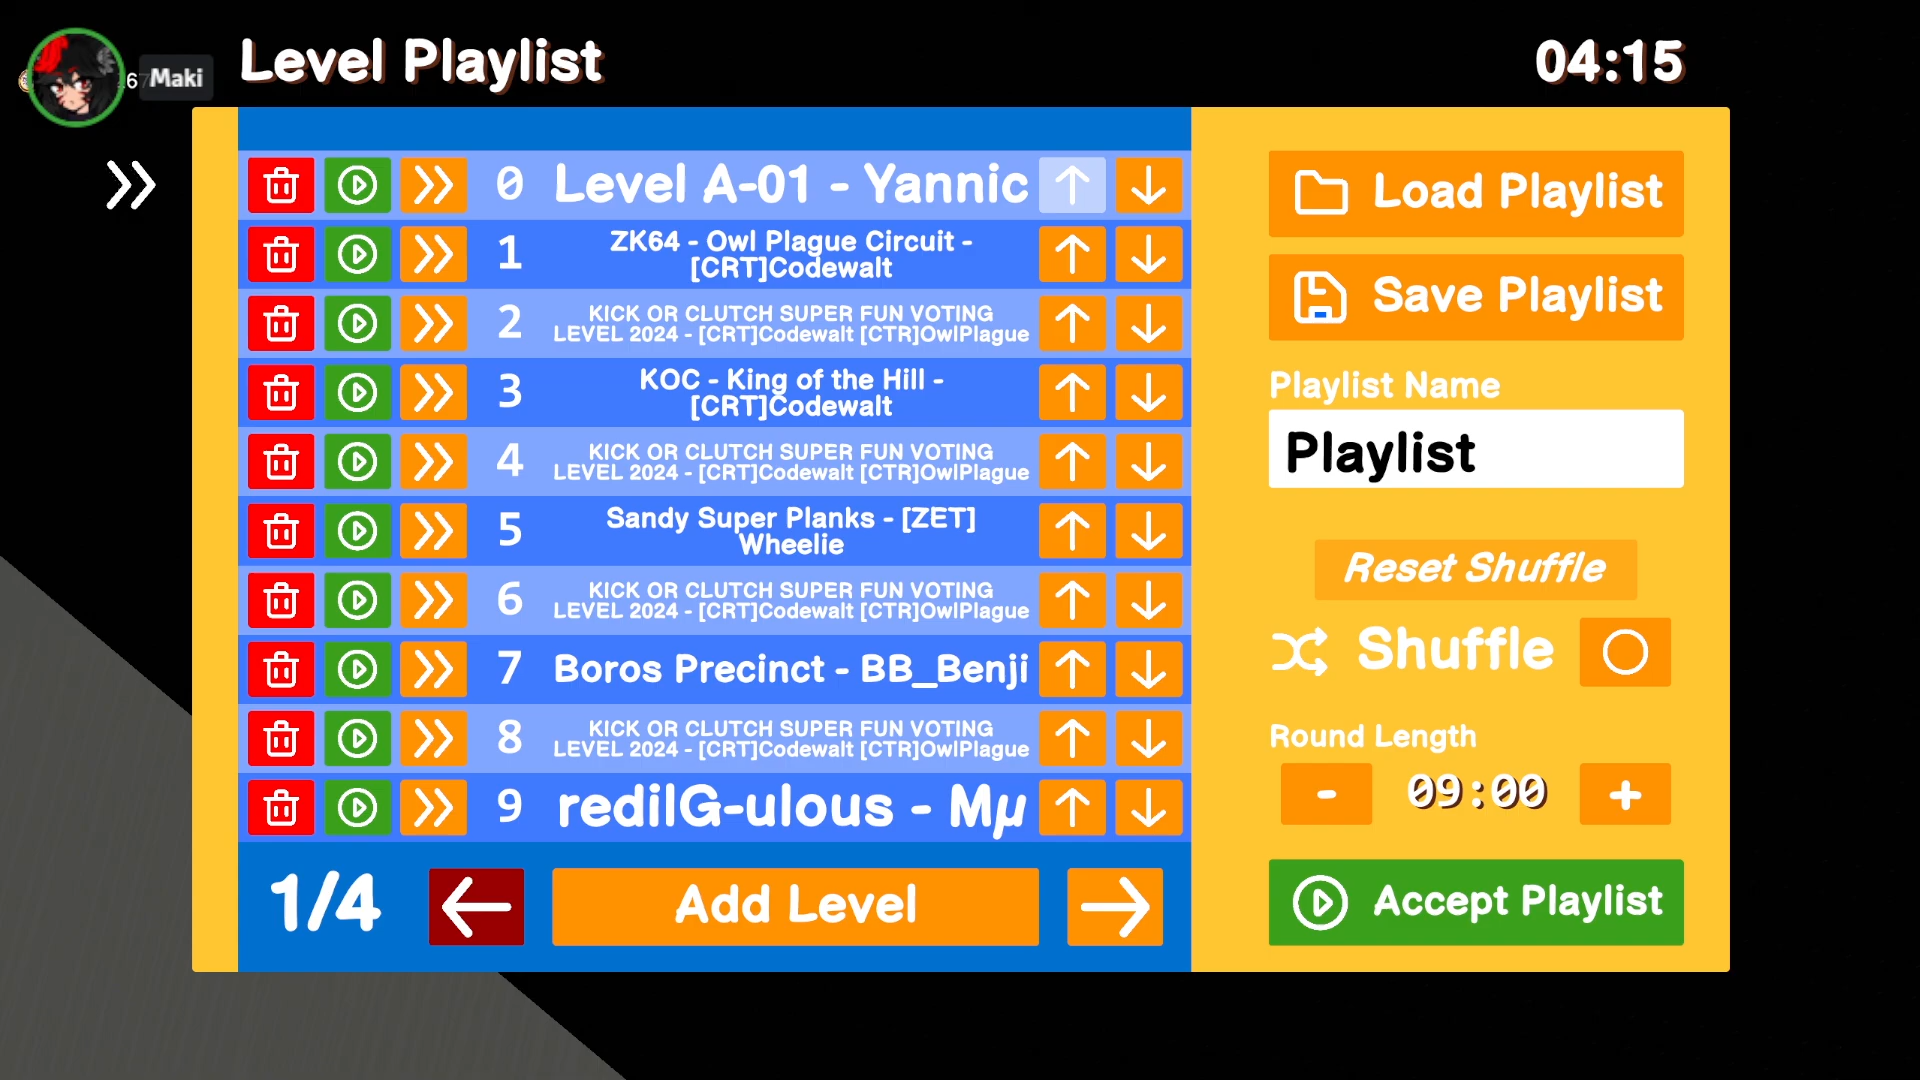 Level Playlist
04:15
67
Maki
0 Level A-01 - Yannic
1 ZK64 - Owl Plague Circuit -
[CRT]Codewalt
2 KICK OR CLUTCH SUPER FUN VOTING
LEVEL 2024 - [CRT]Codewalt [CTR]OwlPlague
3 KOC - King of the Hill -
[CRT]Codewalt
4 KICK OR CLUTCH SUPER FUN VOTING
LEVEL 2024 - [CRT]Codewalt [CTR]OwlPlague
5 Sandy Super Planks - [ZET]
Wheelie
6 KICK OR CLUTCH SUPER FUN VOTING
LEVEL 2024 - [CRT]Codewalt [CTR]OwlPlague
7 Boros Precinct - BB_Benji
8 KICK OR CLUTCH SUPER FUN VOTING
LEVEL 2024 - [CRT]Codewalt [CTR]OwlPlague
9 redilG-ulous - Mμ
1/4
Add Level
Load Playlist
Save Playlist
Playlist Name
Playlist
Reset Shuffle
Shuffle
Round Length
- 09:00 +
Accept Playlist